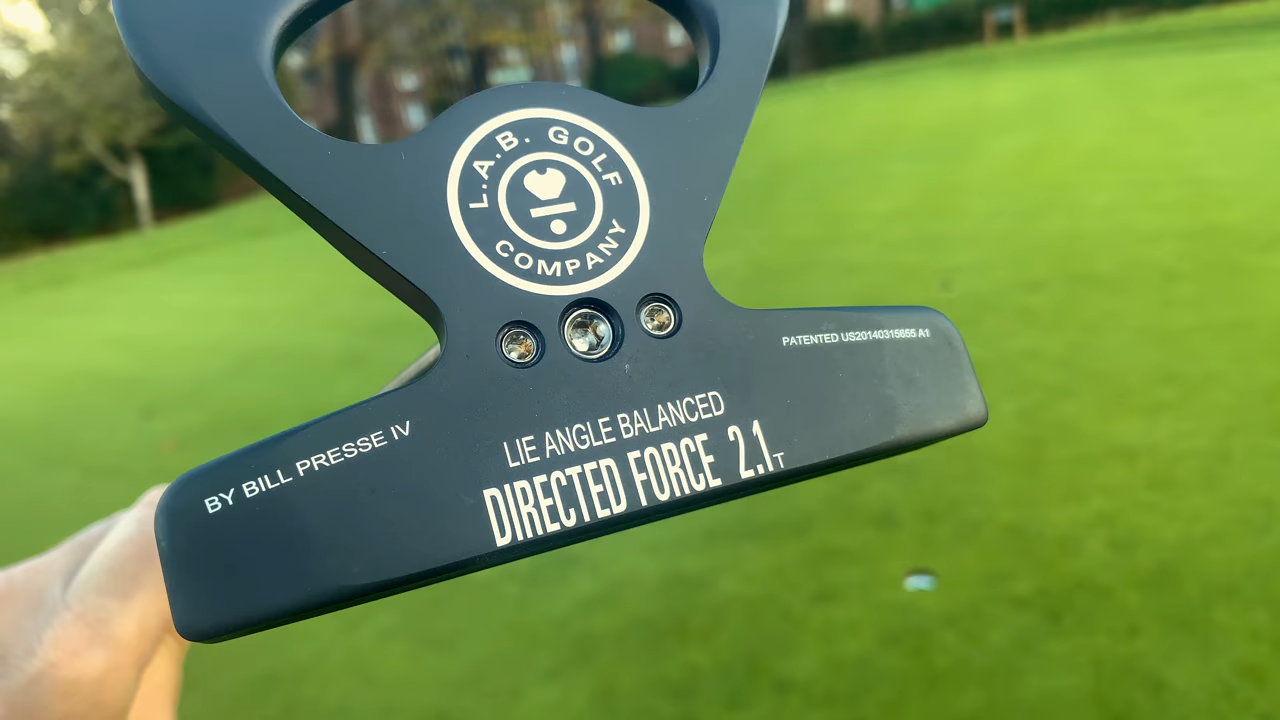 L.A.B. GOLF
COMPANY
PATENTED US20140315655 A1
BY BILL PRESSE IV
LIE ANGLE BALANCED
DIRECTED FORCE 2.1T